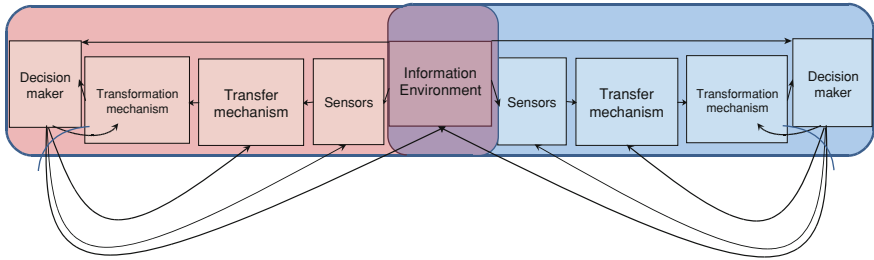 Decision
maker
Transformation
mechanism
Transfer
mechanism
Sensors
Information
Environment
Sensors
Transfer
mechanism
Transformation
mechanism
Decision
maker